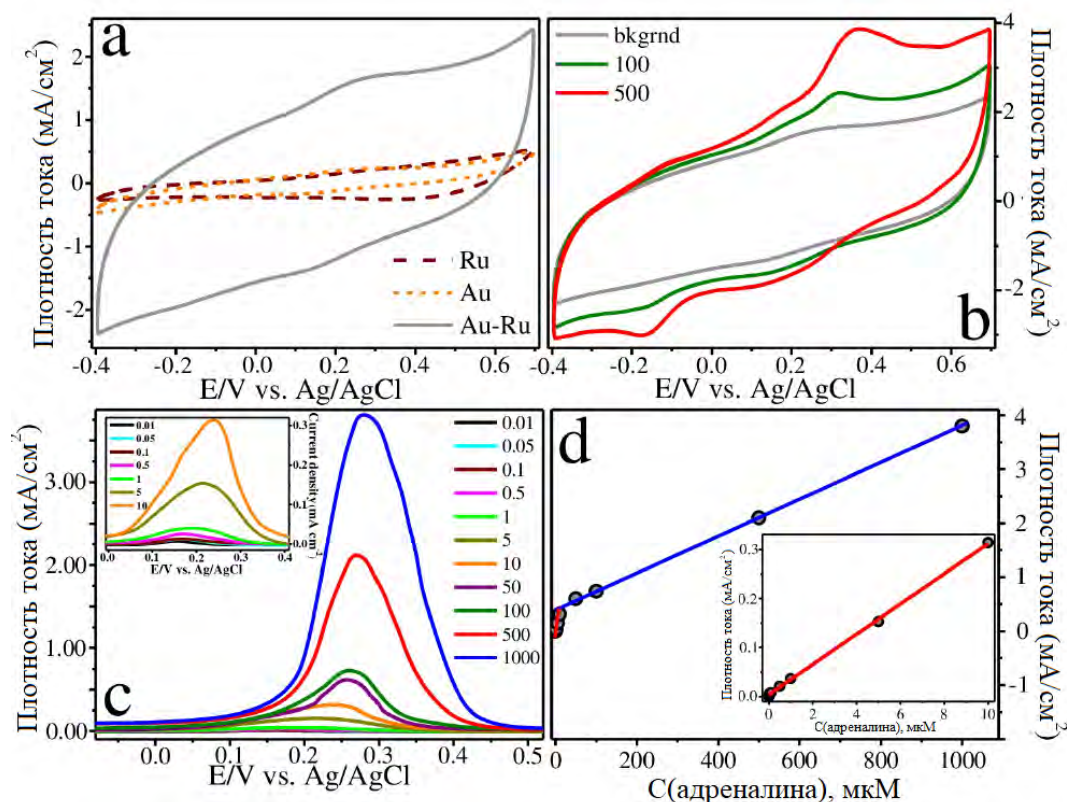 a
Плотность тока (мА/см²)
2
1
0
-1
-2
Ru
Au
Au-Ru
-0.4 -0.2 0.0 0.2 0.4 0.6
E/V vs. Ag/AgCl
b
bkgrnd
100
500
4
2
0
-2
Плотность тока (мА/см²)
-0.4 -0.2 0.0 0.2 0.4 0.6
E/V vs. Ag/AgCl
c
Плотность тока (мА/см²)
3.00
2.25
1.50
0.75
0.00
0.01
0.05
0.1
0.5
1
5
10
0.3
0.2
0.1
0.0
Current density/mA cm⁻²
0.0 0.1 0.2 0.3 0.4
E/V vs. Ag/AgCl
0.01
0.05
0.1
0.5
1
5
10
50
100
500
1000
0.0 0.1 0.2 0.3 0.4 0.5
E/V vs. Ag/AgCl
d
4
3
2
1
0
-1
Плотность тока (мА/см²)
Плотность тока (мА/см²)
0.3
0.2
0.1
0.0
0 2 4 6 8 10
C(адреналина), мкМ
0 200 400 600 800 1000
C(адреналина), мкМ